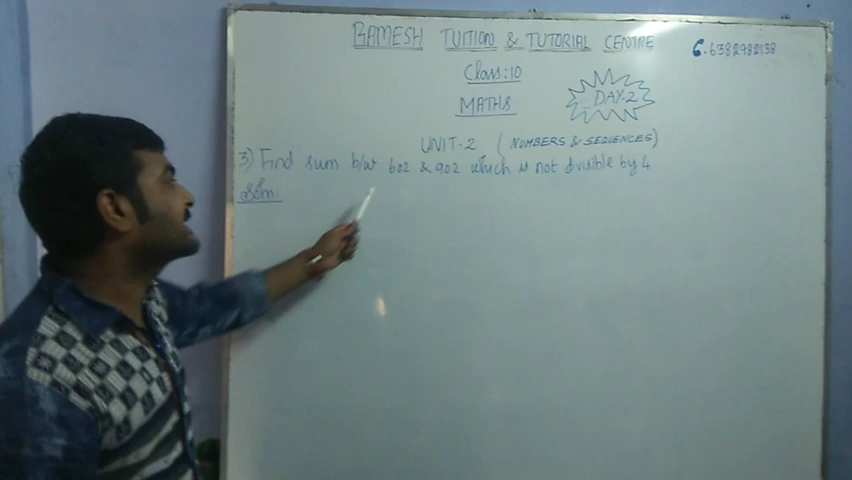 RAMESH TUITION & TUTORIAL CENTRE
6382982138
Class:10
MATHS
DAY-2
UNIT-2 (NUMBERS & SEQUENCES)
3) Find sum b/w 602 & 902 which is not divisible by 4
Soln: